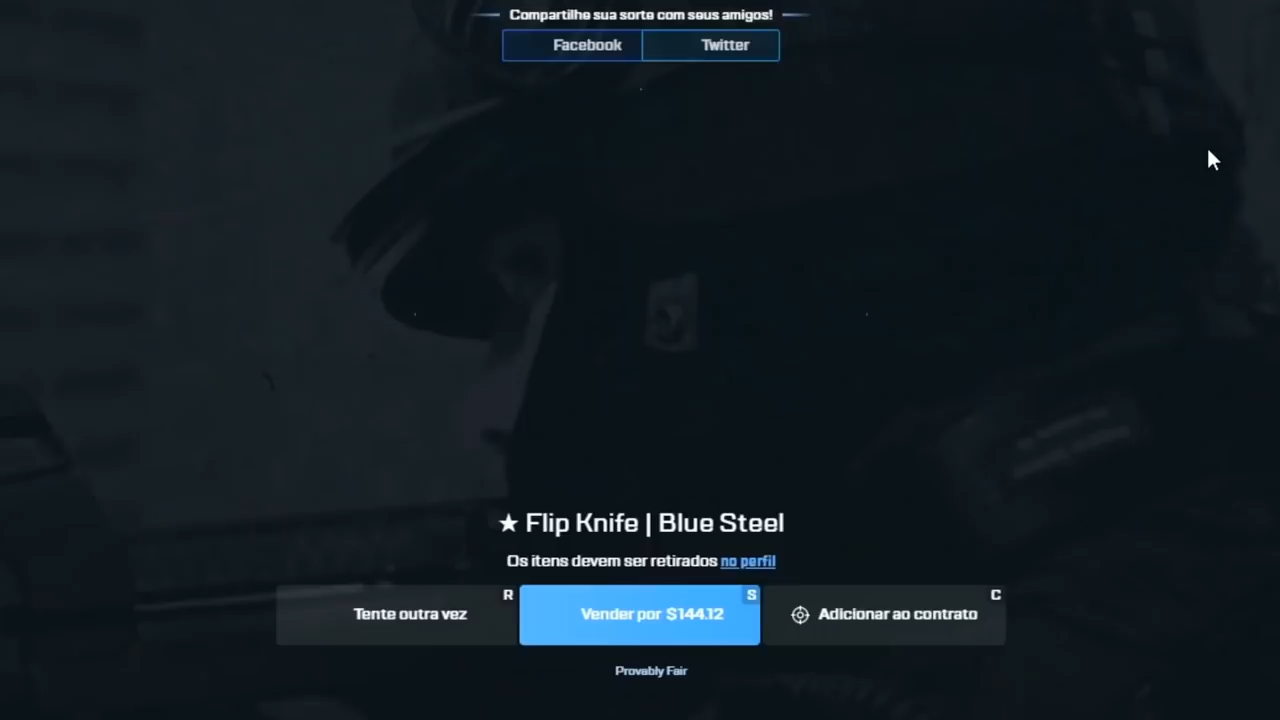 Compartilhe sua sorte com seus amigos!
Facebook Twitter
★ Flip Knife | Blue Steel
Os itens devem ser retirados no perfil
Tente outra vez R
Vender por $144.12 S
Adicionar ao contrato C
Provably Fair